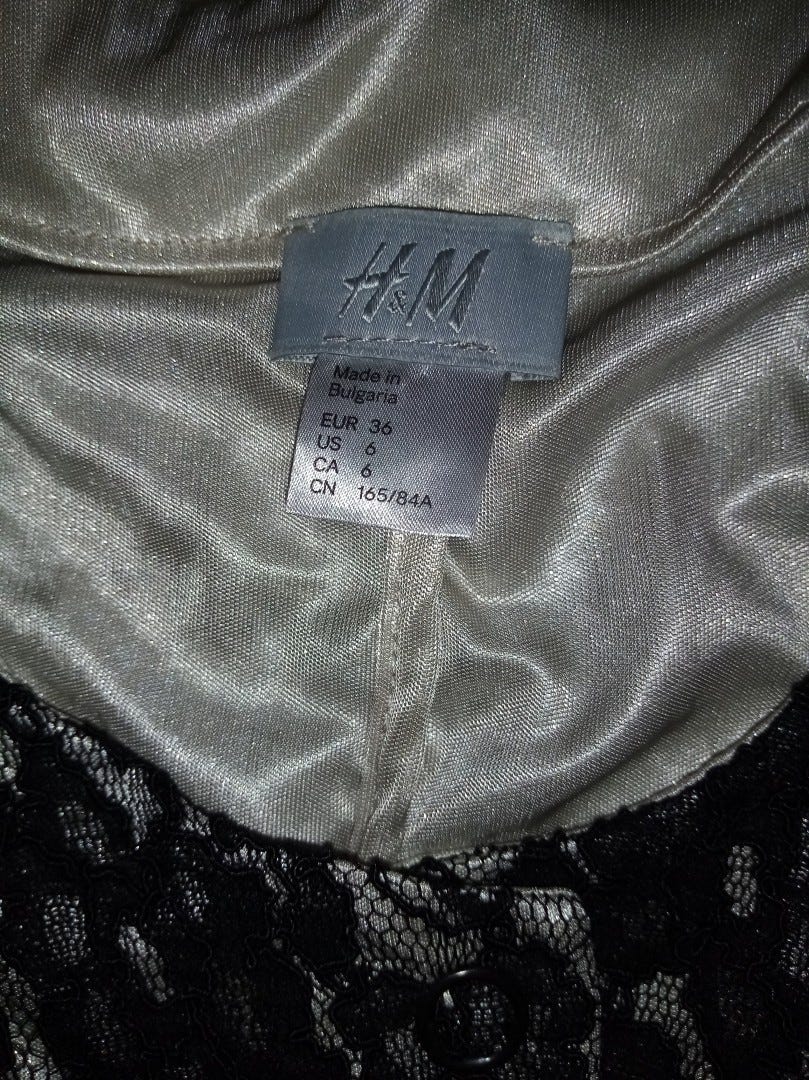 H&M
Made in
Bulgaria
EUR 36
US 6
CA 6
CN 165/84A